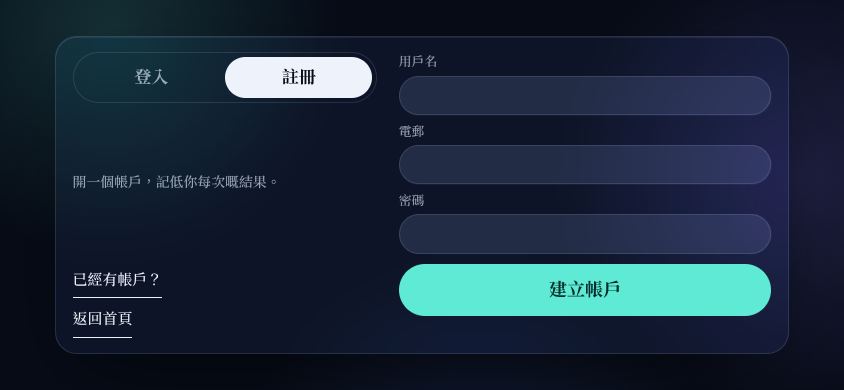 登入
註冊
開一個帳戶，記低你每次嘅結果。
已經有帳戶？
返回首頁
用戶名
電郵
密碼
建立帳戶